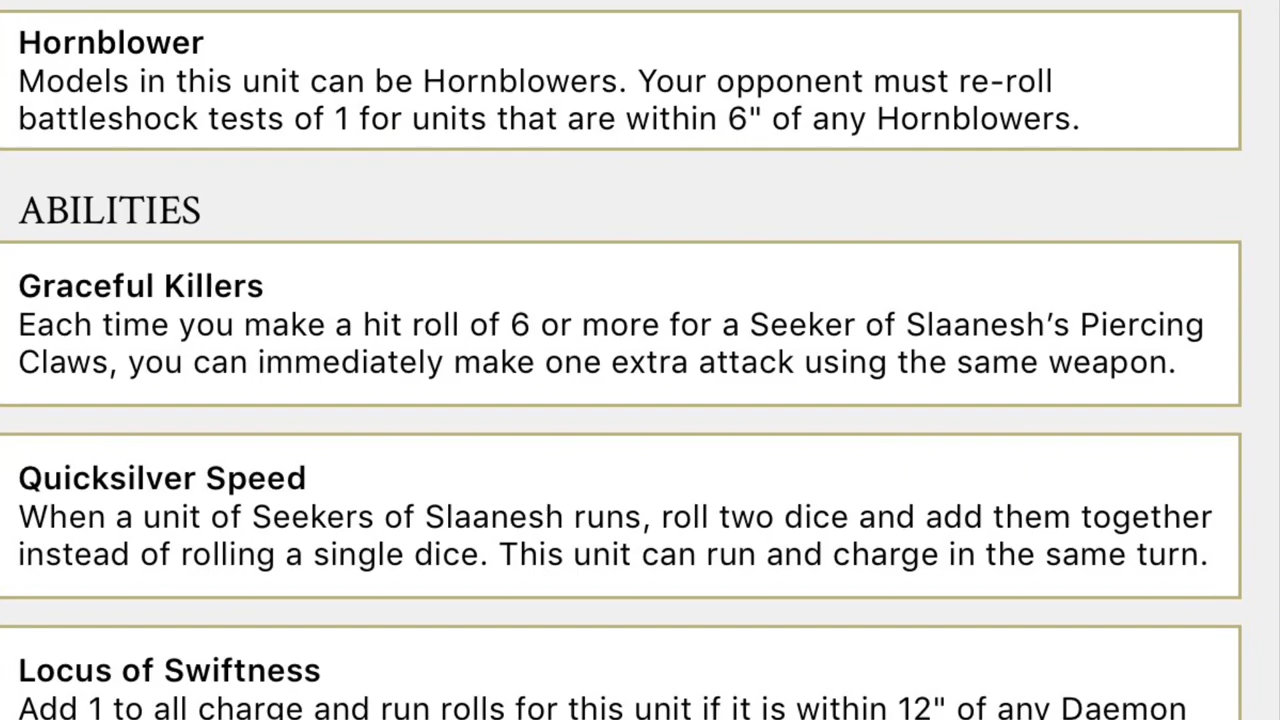 Hornblower
Models in this unit can be Hornblowers. Your opponent must re-roll
battleshock tests of 1 for units that are within 6" of any Hornblowers.
ABILITIES
Graceful Killers
Each time you make a hit roll of 6 or more for a Seeker of Slaanesh’s Piercing
Claws, you can immediately make one extra attack using the same weapon.
Quicksilver Speed
When a unit of Seekers of Slaanesh runs, roll two dice and add them together
instead of rolling a single dice. This unit can run and charge in the same turn.
Locus of Swiftness
Add 1 to all charge and run rolls for this unit if it is within 12" of any Daemon